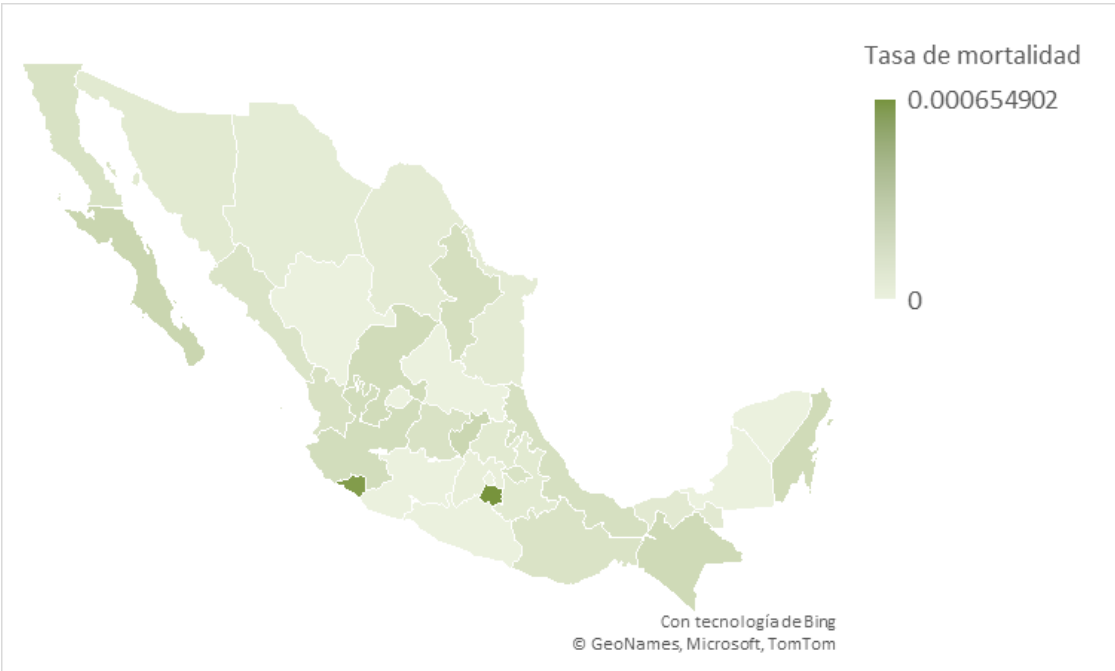 Tasa de mortalidad
0.000654902
0
Con tecnología de Bing
© GeoNames, Microsoft, TomTom